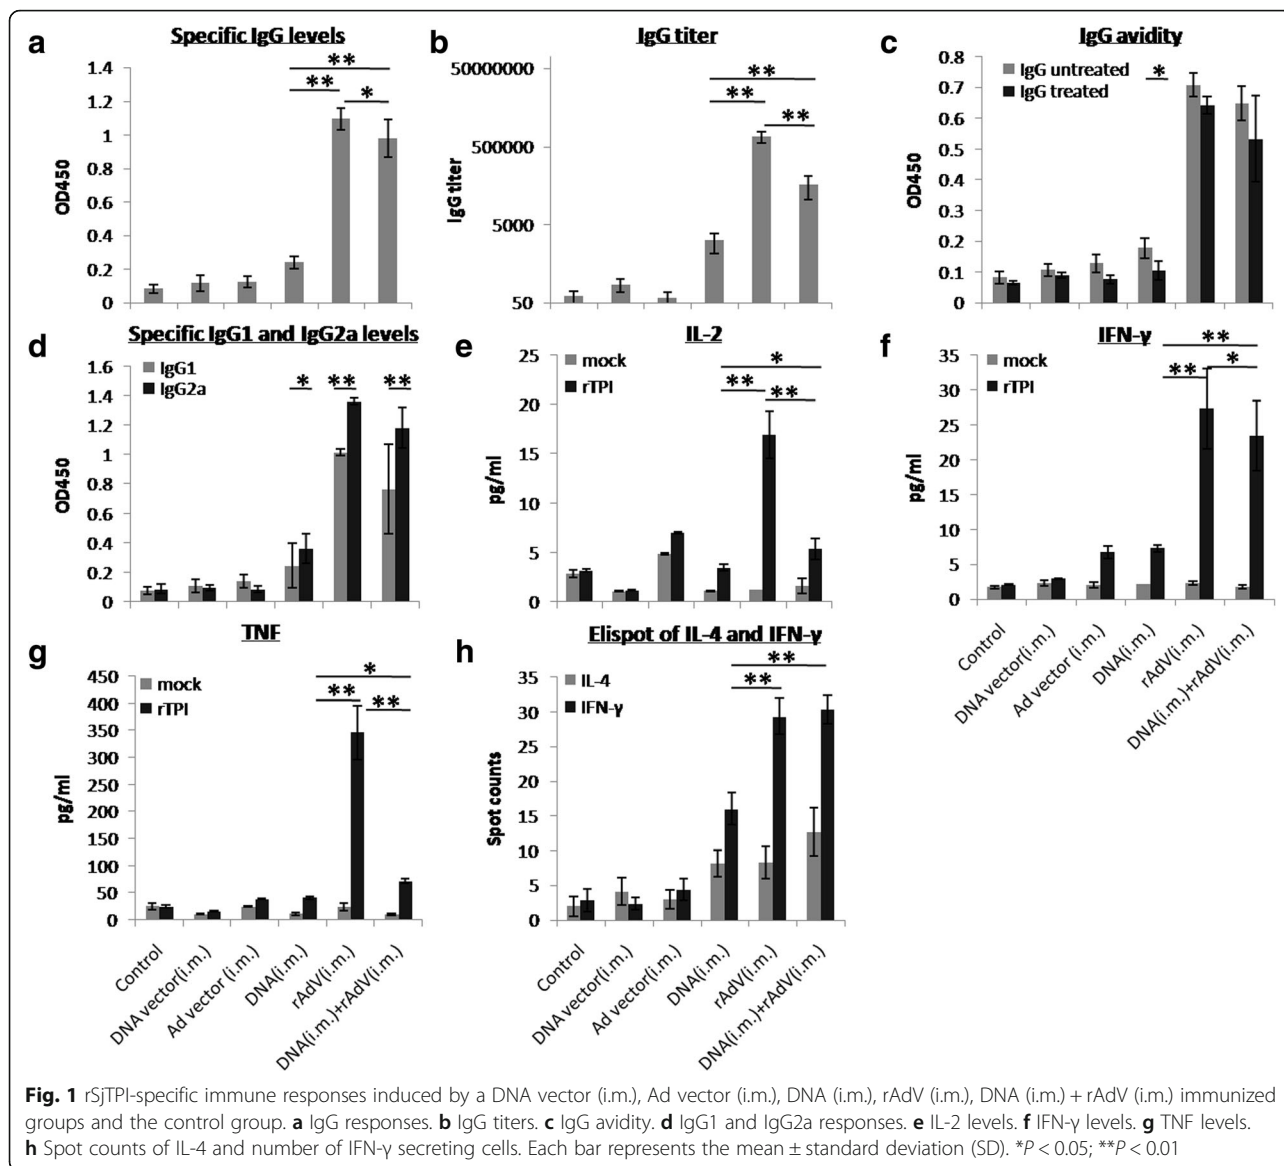 a
Specific IgG levels
OD450
1.4
1.2
1
0.8
0.6
0.4
0.2
0
**
**
*
b
IgG titer
IgG titer
50000000
500000
5000
50
**
**
**
c
IgG avidity
OD450
0.8
0.7
0.6
0.5
0.4
0.3
0.2
0.1
0
IgG untreated
IgG treated
*
d
Specific IgG1 and IgG2a levels
OD450
1.6
1.4
1.2
1
0.8
0.6
0.4
0.2
0
IgG1
IgG2a
*
**
**
e
IL-2
pg/ml
25
20
15
10
5
0
mock
rTPI
*
**
**
f
IFN-γ
pg/ml
35
30
25
20
15
10
5
0
mock
rTPI
**
**
*
Control
DNA vector(i.m.)
Ad vector (i.m.)
DNA(i.m.)
rAdV(i.m.)
DNA(i.m.)+rAdV(i.m.)
g
TNF
pg/ml
450
400
350
300
250
200
150
100
50
0
mock
rTPI
*
**
**
Control
DNA vector(i.m.)
Ad vector (i.m.)
DNA(i.m.)
rAdV(i.m.)
DNA(i.m.)+rAdV(i.m.)
h
Elispot of IL-4 and IFN-γ
Spot counts
35
30
25
20
15
10
5
0
IL-4
IFN-γ
**
**
Control
DNA vector(i.m.)
Ad vector (i.m.)
DNA(i.m.)
rAdV(i.m.)
DNA(i.m.)+rAdV(i.m.)
Fig. 1 rSjTPI-specific immune responses induced by a DNA vector (i.m.), Ad vector (i.m.), DNA (i.m.), rAdV (i.m.), DNA (i.m.) + rAdV (i.m.) immunized
groups and the control group. a IgG responses. b IgG titers. c IgG avidity. d IgG1 and IgG2a responses. e IL-2 levels. f IFN-γ levels. g TNF levels.
h Spot counts of IL-4 and number of IFN-γ secreting cells. Each bar represents the mean ± standard deviation (SD). *P < 0.05; **P < 0.01